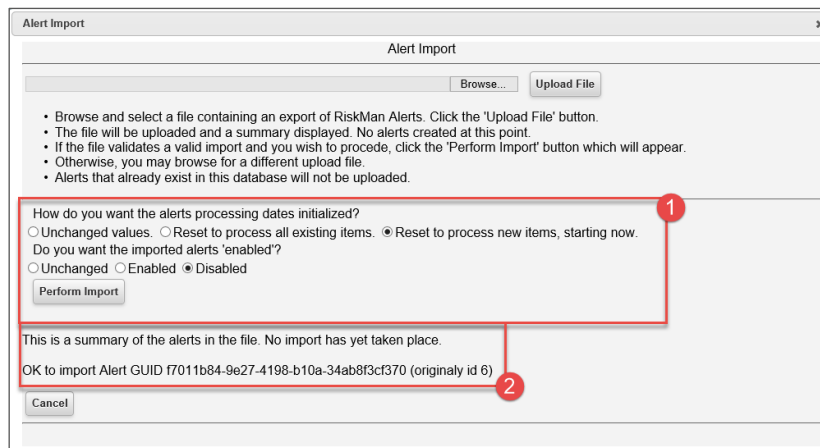 Alert Import x
Alert Import
Browse... Upload File
• Browse and select a file containing an export of RiskMan Alerts. Click the 'Upload File' button.
• The file will be uploaded and a summary displayed. No alerts created at this point.
• If the file validates a valid import and you wish to procede, click the 'Perform Import' button which will appear.
• Otherwise, you may browse for a different upload file.
• Alerts that already exist in this database will not be uploaded.
1
How do you want the alerts processing dates initialized?
Unchanged values. Reset to process all existing items. Reset to process new items, starting now.
Do you want the imported alerts 'enabled'?
Unchanged Enabled Disabled
Perform Import
This is a summary of the alerts in the file. No import has yet taken place.
OK to import Alert GUID f7011b84-9e27-4198-b10a-34ab8f3cf370 (originaly id 6)
2
Cancel